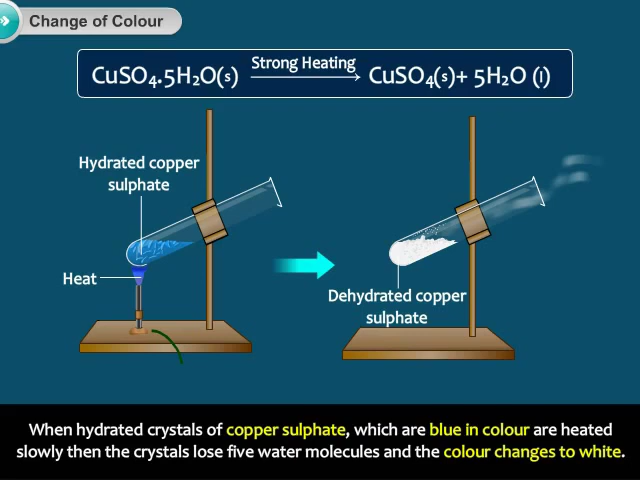 Change of Colour
CuSO₄.5H₂O(s) Strong Heating CuSO₄(s)+ 5H₂O (l)
Hydrated copper
sulphate
Heat
Dehydrated copper
sulphate
When hydrated crystals of copper sulphate, which are blue in colour are heated
slowly then the crystals lose five water molecules and the colour changes to white.